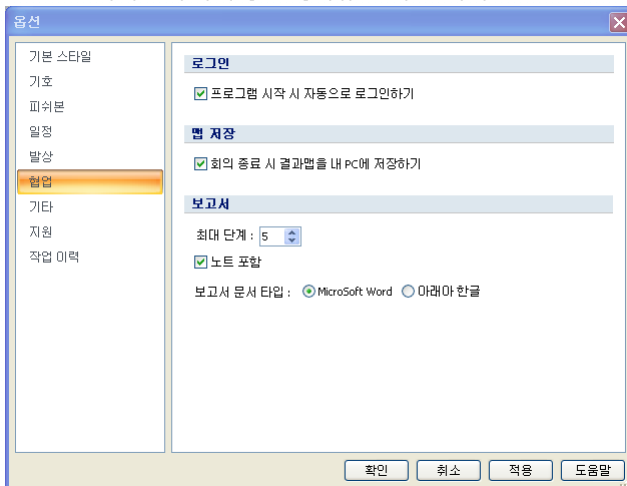 옵션
기본 스타일
기호
피쉬본
일정
발상
협업
기타
지원
작업 이력
로그인
프로그램 시작 시 자동으로 로그인하기
맵 저장
회의 종료 시 결과맵을 내 PC에 저장하기
보고서
최대 단계 : 5
노트 포함
보고서 문서 타입 : MicroSoft Word 아래아 한글
확인 취소 적용 도움말